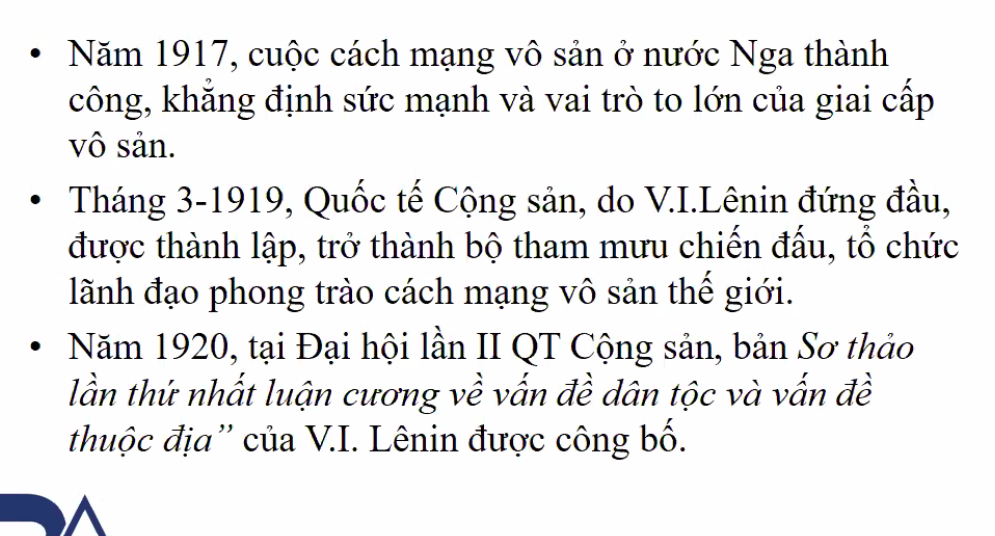 • Năm 1917, cuộc cách mạng vô sản ở nước Nga thành
công, khẳng định sức mạnh và vai trò to lớn của giai cấp
vô sản.
• Tháng 3-1919, Quốc tế Cộng sản, do V.I.Lênin đứng đầu,
được thành lập, trở thành bộ tham mưu chiến đấu, tổ chức
lãnh đạo phong trào cách mạng vô sản thế giới.
• Năm 1920, tại Đại hội lần II QT Cộng sản, bản Sơ thảo
lần thứ nhất luận cương về vấn đề dân tộc và vấn đề
thuộc địa” của V.I. Lênin được công bố.